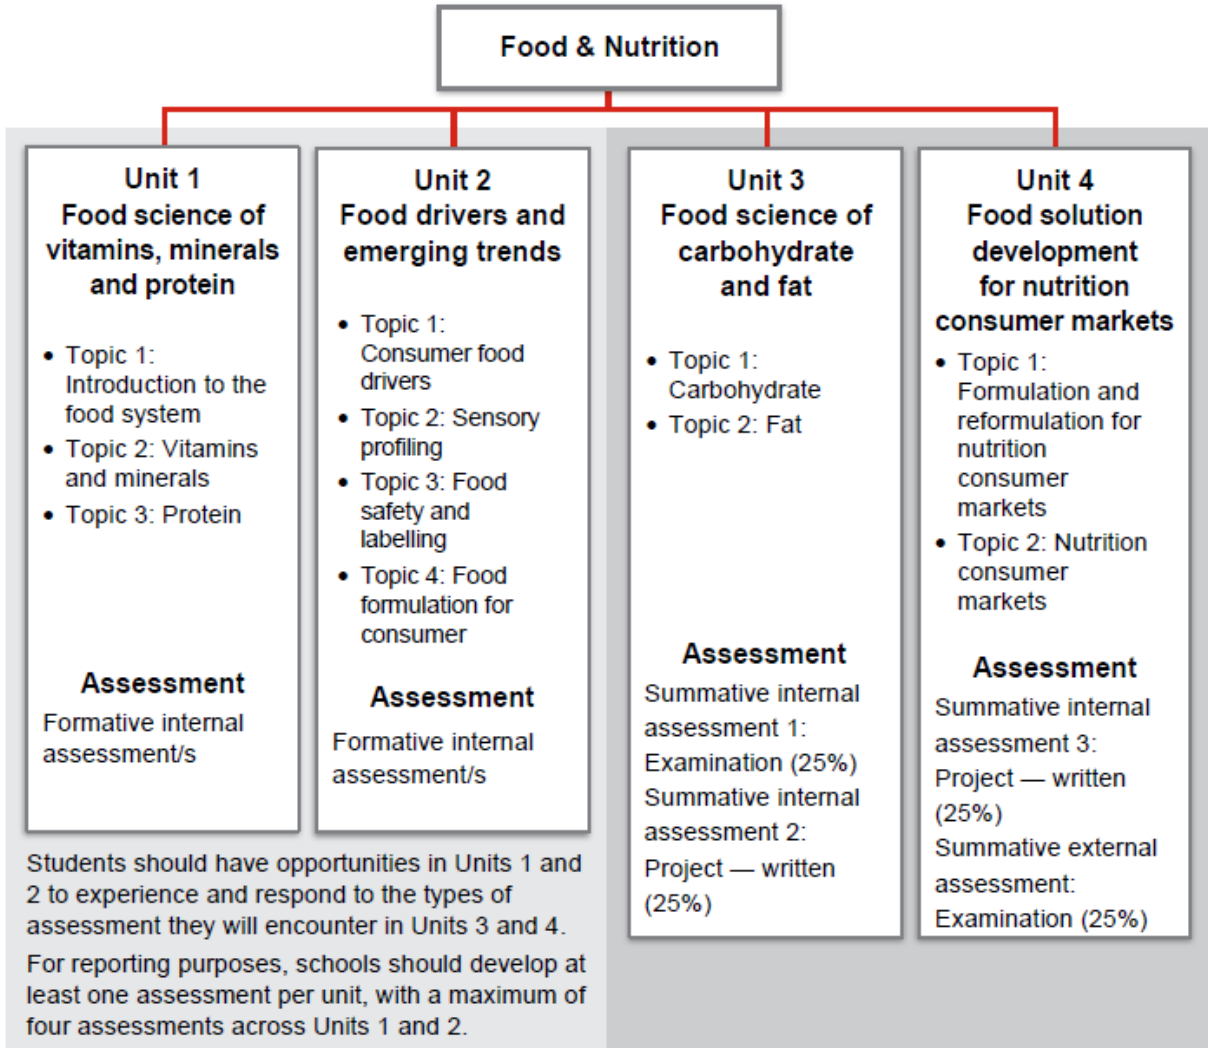 Food & Nutrition
Unit 1
Food science of
vitamins, minerals
and protein
• Topic 1:
Introduction to the
food system
• Topic 2: Vitamins
and minerals
• Topic 3: Protein
Assessment
Formative internal
assessment/s
Unit 2
Food drivers and
emerging trends
• Topic 1:
Consumer food
drivers
• Topic 2: Sensory
profiling
• Topic 3: Food
safety and
labelling
• Topic 4: Food
formulation for
consumer
Assessment
Formative internal
assessment/s
Students should have opportunities in Units 1 and
2 to experience and respond to the types of
assessment they will encounter in Units 3 and 4.
For reporting purposes, schools should develop at
least one assessment per unit, with a maximum of
four assessments across Units 1 and 2.
Unit 3
Food science of
carbohydrate
and fat
• Topic 1:
Carbohydrate
• Topic 2: Fat
Assessment
Summative internal
assessment 1:
Examination (25%)
Summative internal
assessment 2:
Project — written
(25%)
Unit 4
Food solution
development
for nutrition
consumer markets
• Topic 1:
Formulation and
reformulation for
nutrition
consumer
markets
• Topic 2: Nutrition
consumer
markets
Assessment
Summative internal
assessment 3:
Project — written
(25%)
Summative external
assessment:
Examination (25%)